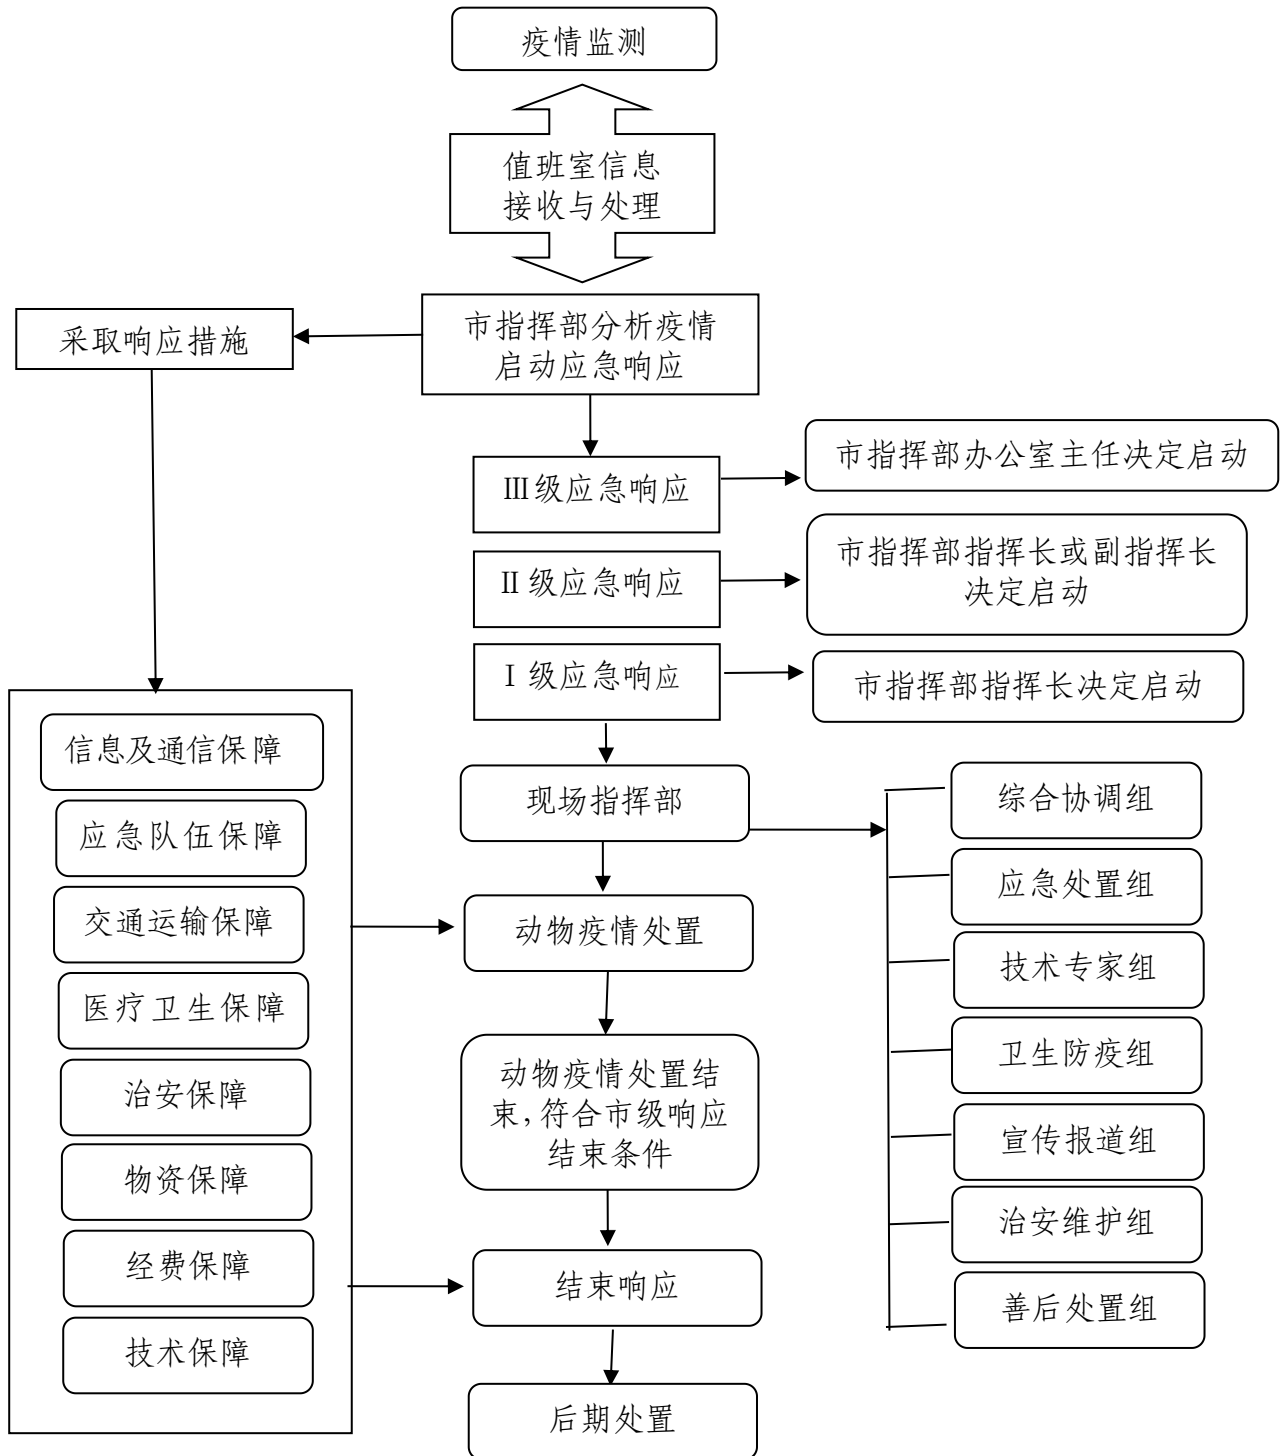 疫情监测
值班室信息
接收与处理
市指挥部分析疫情
启动应急响应
采取响应措施
Ⅲ级应急响应
市指挥部办公室主任决定启动
Ⅱ级应急响应
市指挥部指挥长或副指挥长
决定启动
Ⅰ级应急响应
市指挥部指挥长决定启动
信息及通信保障
应急队伍保障
交通运输保障
医疗卫生保障
治安保障
物资保障
经费保障
技术保障
现场指挥部
动物疫情处置
动物疫情处置结
束,符合市级响应
结束条件
结束响应
后期处置
综合协调组
应急处置组
技术专家组
卫生防疫组
宣传报道组
治安维护组
善后处置组